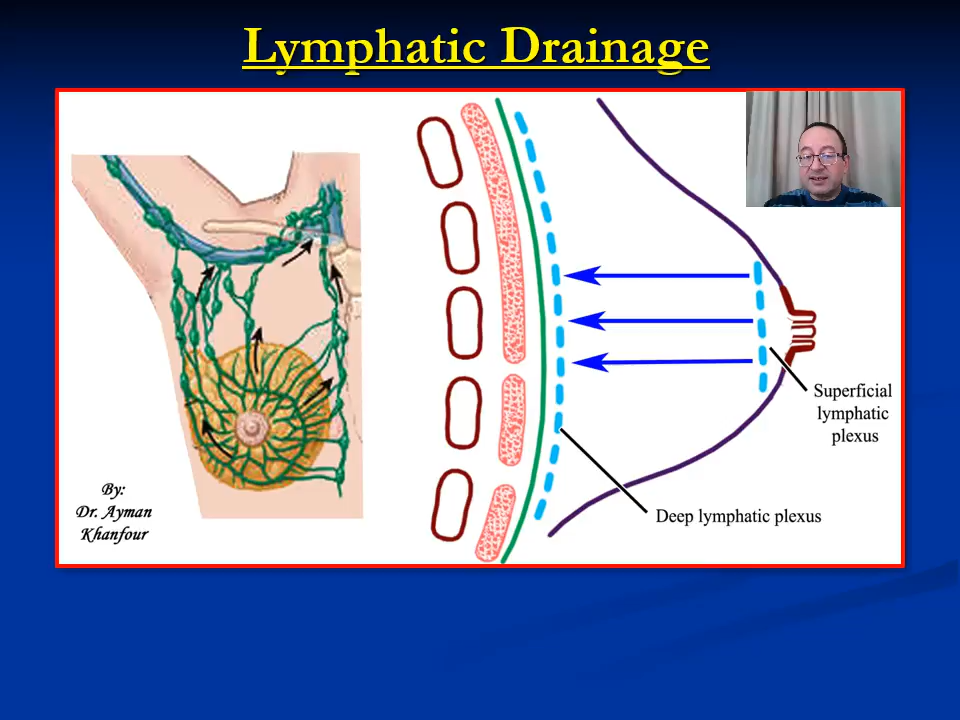 Lymphatic Drainage
Superficial
lymphatic
plexus
By:
Dr. Ayman
Khanfour
Deep lymphatic plexus